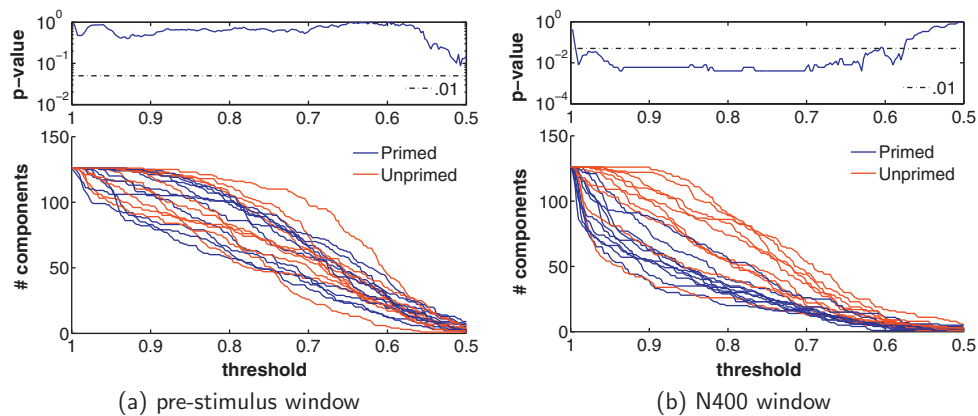 p-value
10^0
10^-1
10^-2
.01
1 0.9 0.8 0.7 0.6 0.5
# components
150
100
50
0
Primed
Unprimed
1 0.9 0.8 0.7 0.6 0.5
threshold
(a) pre-stimulus window
p-value
10^0
10^-2
10^-4
.01
1 0.9 0.8 0.7 0.6 0.5
# components
150
100
50
0
Primed
Unprimed
1 0.9 0.8 0.7 0.6 0.5
threshold
(b) N400 window